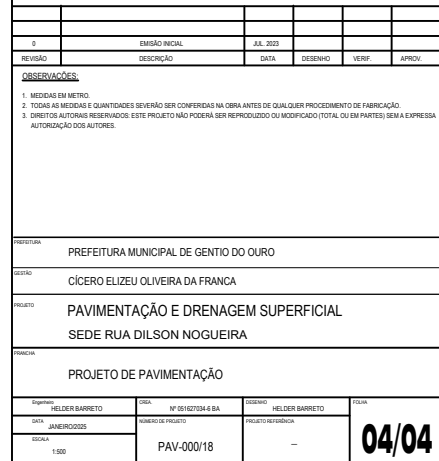 0 EMISSÃO INICIAL JUL. 2023
REVISÃO DESCRIÇÃO DATA DESENHO VERIF. APROV.
OBSERVAÇÕES:
1. MEDIDAS EM METRO.
2. TODAS AS MEDIDAS E QUANTIDADES SEVERÃO SER CONFERIDAS NA OBRA ANTES DE QUALQUER PROCEDIMENTO DE FABRICAÇÃO.
3. DIREITOS AUTORAIS RESERVADOS: ESTE PROJETO NÃO PODERÁ SER REPRODUZIDO OU MODIFICADO (TOTAL OU EM PARTES) SEM A EXPRESSA
AUTORIZAÇÃO DOS AUTORES.
PREFEITURA
PREFEITURA MUNICIPAL DE GENTIO DO OURO
GESTÃO
CÍCERO ELIZEU OLIVEIRA DA FRANCA
PROJETO
PAVIMENTAÇÃO E DRENAGEM SUPERFICIAL
SEDE RUA DILSON NOGUEIRA
PRANCHA
PROJETO DE PAVIMENTAÇÃO
Engenheiro CREA. DESENHO FOLHA
HELDER BARRETO Nº 051627034-6 BA HELDER BARRETO
DATA JANEIRO/2025 NÚMERO DE PROJETO PROJETO REFERÊNCIA
ESCALA
1:500 PAV-000/18 – 04/04